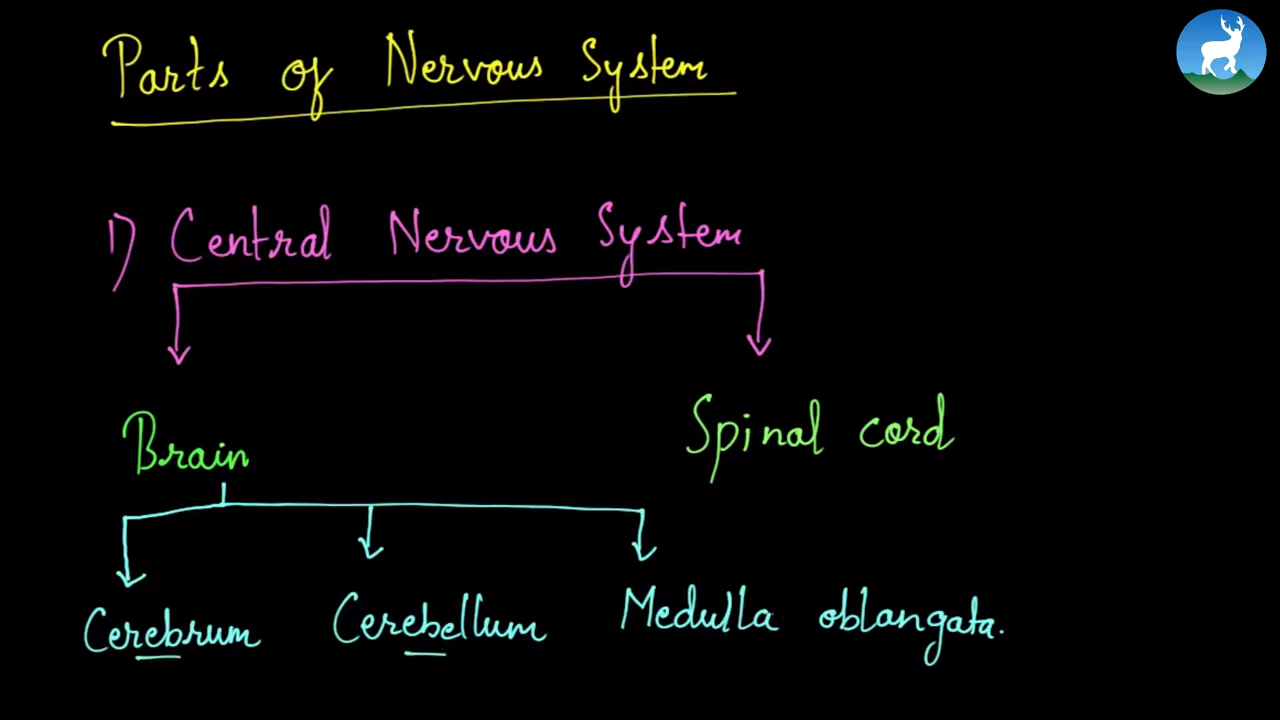 Parts of Nervous System
1) Central Nervous System
Brain
Spinal cord
Cerebrum Cerebellum Medulla oblangata.